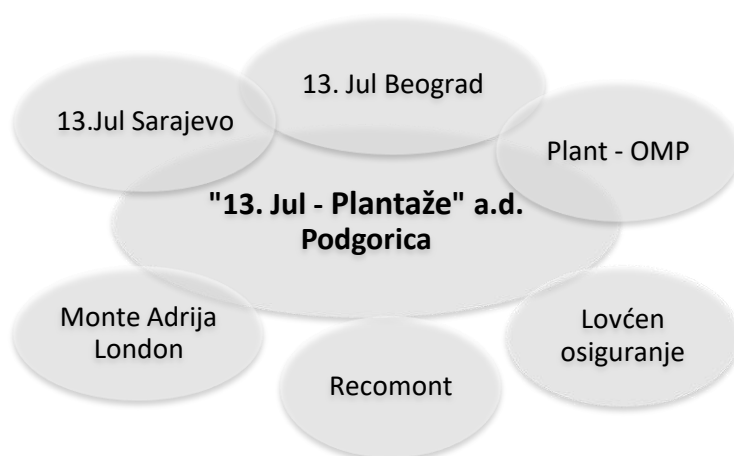 13. Jul Beograd
13.Jul Sarajevo
Plant - OMP
"13. Jul - Plantaže" a.d.
Podgorica
Monte Adrija
London
Lovćen
osiguranje
Recomont